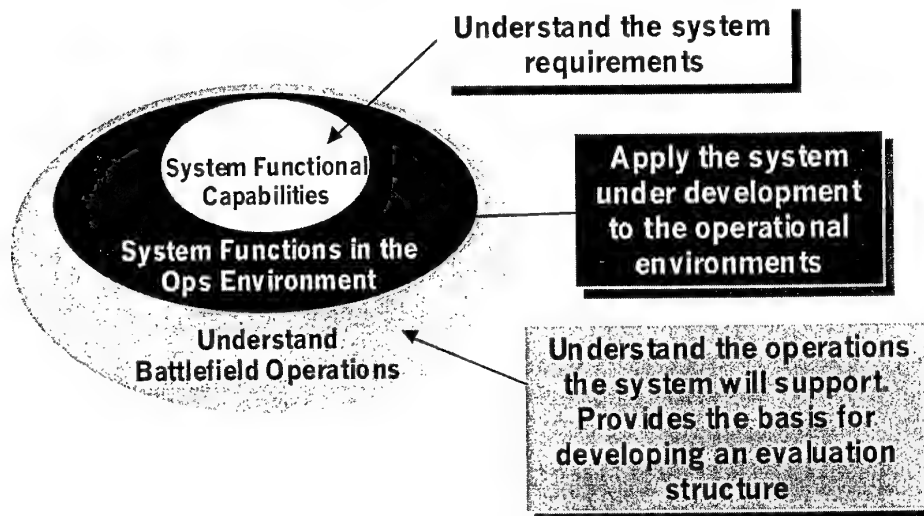 Understand the system
requirements
System Functional
Capabilities
Apply the system
under development
to the operational
environments
System Functions in the
Ops Environment
Understand
Battlefield Operations
Understand the operations
the system will support.
Provides the basis for
developing an evaluation
structure